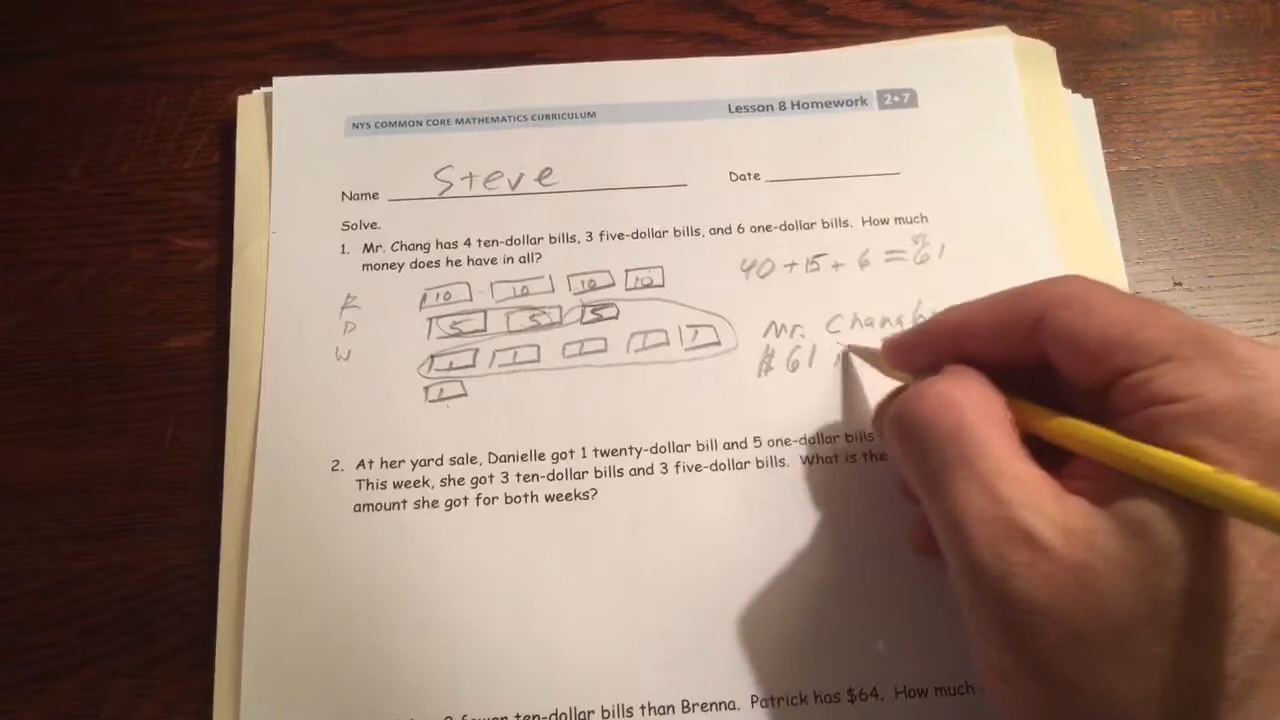 NYS COMMON CORE MATHEMATICS CURRICULUM
Lesson 8 Homework 2•7
Name Steve Date
Solve.
1. Mr. Chang has 4 ten-dollar bills, 3 five-dollar bills, and 6 one-dollar bills. How much
money does he have in all?
40 + 15 + 6 = 61
R 10 10 10 10
D 5 5 5
W 1 1 1 1 1
1
Mr. Chang
$61
2. At her yard sale, Danielle got 1 twenty-dollar bill and 5 one-dollar bills
This week, she got 3 ten-dollar bills and 3 five-dollar bills. What is the
amount she got for both weeks?
ten-dollar bills than Brenna. Patrick has $64. How much